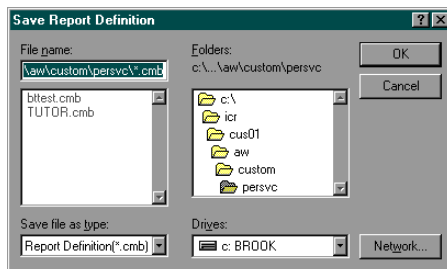 Save Report Definition
File name:
\aw\custom\persvc\*.cmb
bttest.cmb
TUTOR.cmb
Save file as type:
Report Definition(*.cmb)
Folders:
c:\...\aw\custom\persvc
c:\
icr
cus01
aw
custom
persvc
Drives:
c: BROOK
OK
Cancel
Network...